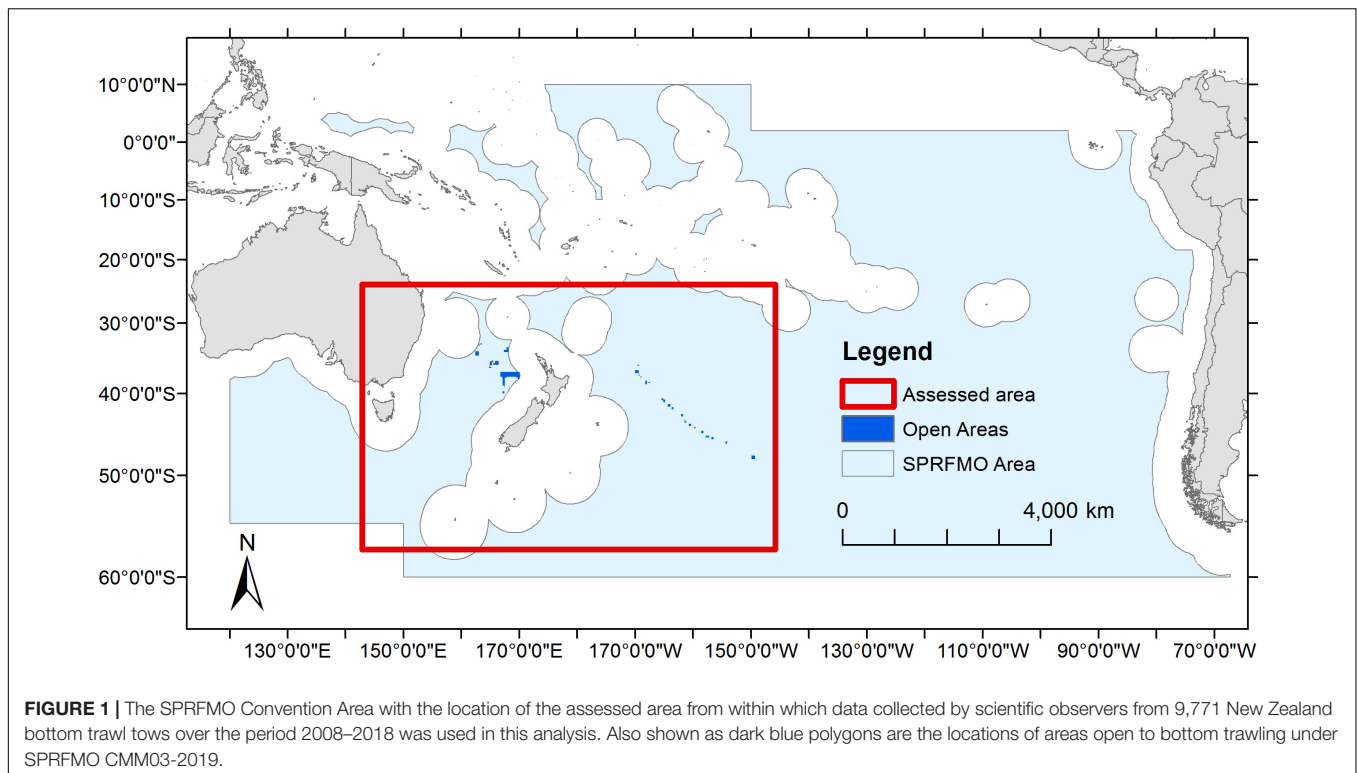 10°0'0"N
0°0'0"
10°0'0"S
20°0'0"S
30°0'0"S
40°0'0"S
50°0'0"S
60°0'0"S
Legend
Assessed area
Open Areas
SPRFMO Area
0 4,000 km
N
130°0'0"E 150°0'0"E 170°0'0"E 170°0'0"W 150°0'0"W 130°0'0"W 110°0'0"W 90°0'0"W 70°0'0"W
FIGURE 1 | The SPRFMO Convention Area with the location of the assessed area from within which data collected by scientific observers from 9,771 New Zealand
bottom trawl tows over the period 2008–2018 was used in this analysis. Also shown as dark blue polygons are the locations of areas open to bottom trawling under
SPRFMO CMM03-2019.